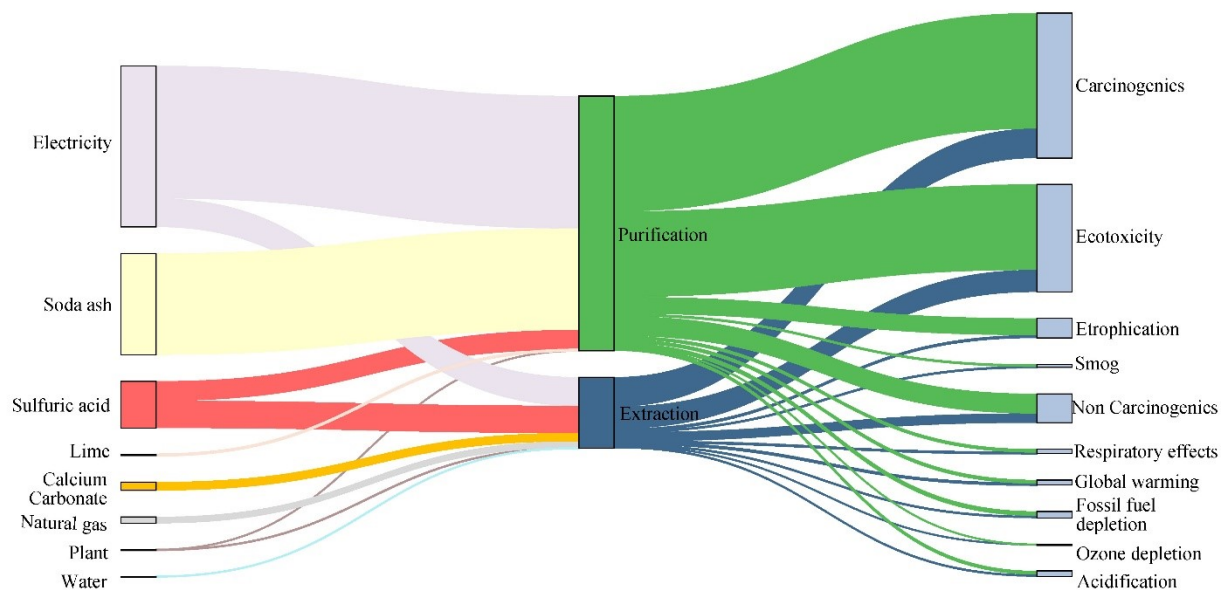 Electricity
Soda ash
Sulfuric acid
Lime
Calcium
Carbonate
Natural gas
Plant
Water
Purification
Extraction
Carcinogenics
Ecotoxicity
Etrophication
Smog
Non Carcinogenics
Respiratory effects
Global warming
Fossil fuel
depletion
Ozone depletion
Acidification